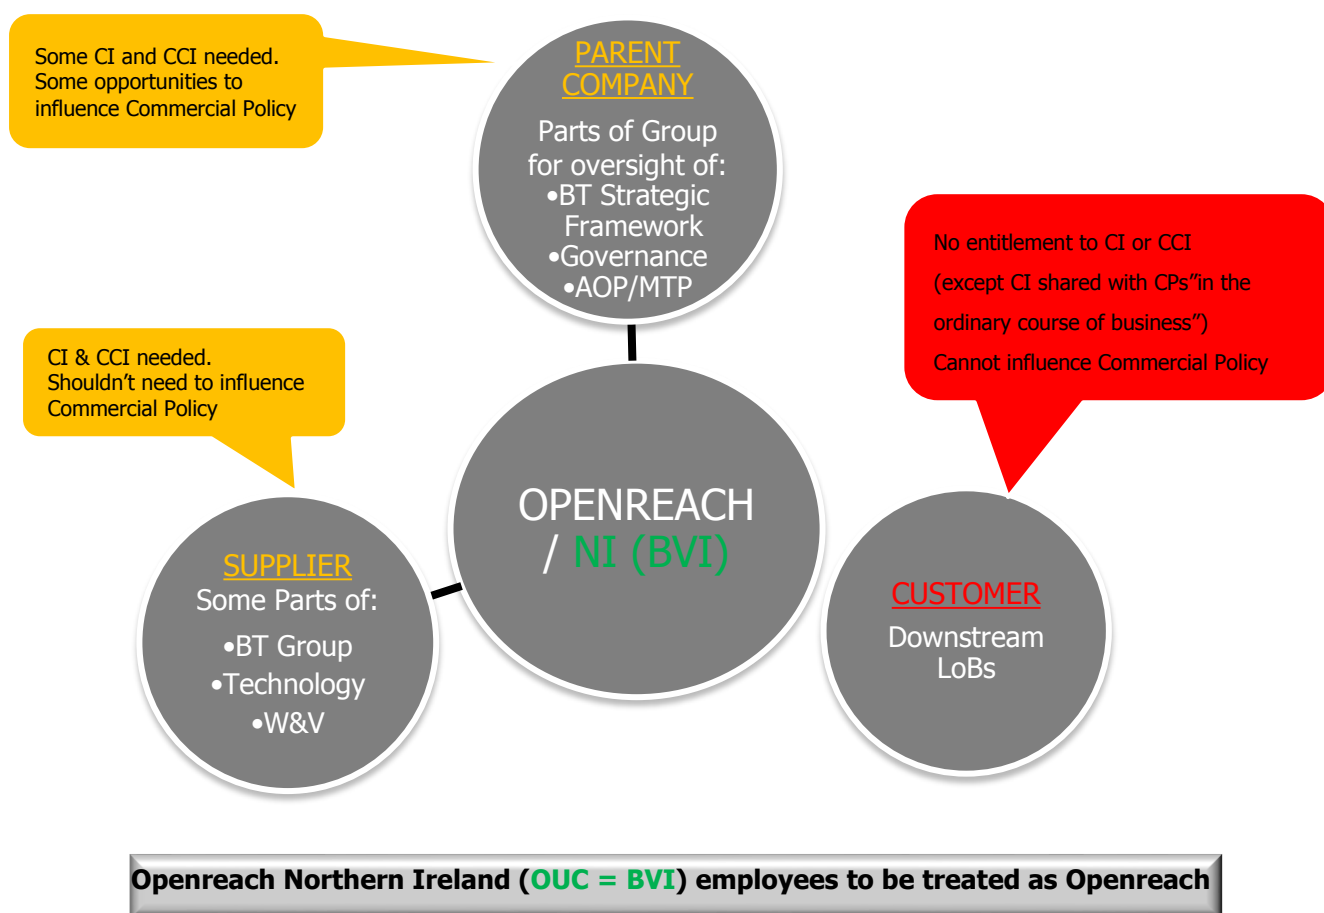 Some CI and CCI needed.
Some opportunities to
influence Commercial Policy
PARENT
COMPANY
Parts of Group
for oversight of:
•BT Strategic
Framework
•Governance
•AOP/MTP
No entitlement to CI or CCI
(except CI shared with CPs”in the
ordinary course of business”)
Cannot influence Commercial Policy
CI & CCI needed.
Shouldn’t need to influence
Commercial Policy
OPENREACH
/ NI (BVI)
SUPPLIER
Some Parts of:
•BT Group
•Technology
•W&V
CUSTOMER
Downstream
LoBs
Openreach Northern Ireland (OUC = BVI) employees to be treated as Openreach